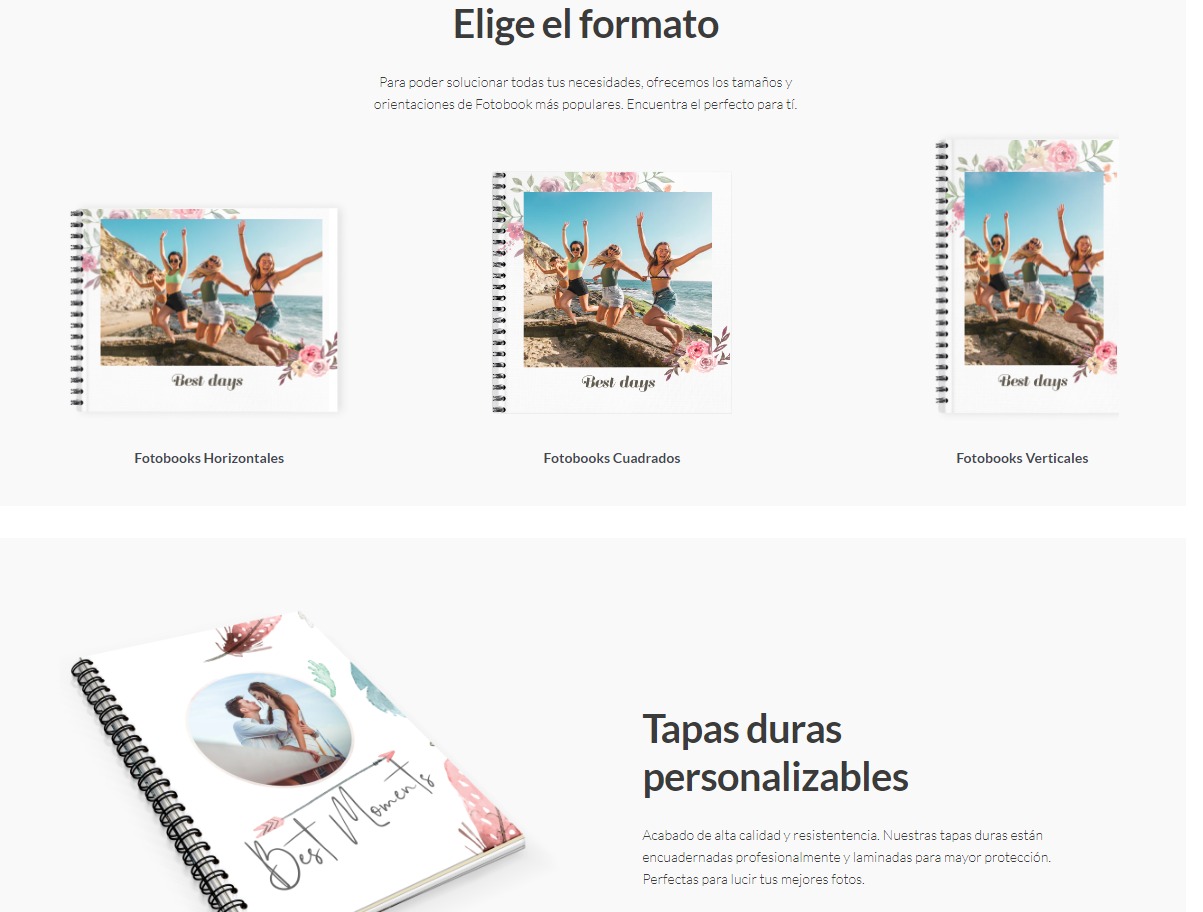 Elige el formato
Para poder solucionar todas tus necesidades, ofrecemos los tamaños y
orientaciones de Fotobook más populares. Encuentra el perfecto para tí.
Best days
Best days
Best days
Fotobooks Horizontales
Fotobooks Cuadrados
Fotobooks Verticales
Best Moments
Tapas duras
personalizables
Acabado de alta calidad y resistentencia. Nuestras tapas duras están
encuadernadas profesionalmente y laminadas para mayor protección.
Perfectas para lucir tus mejores fotos.